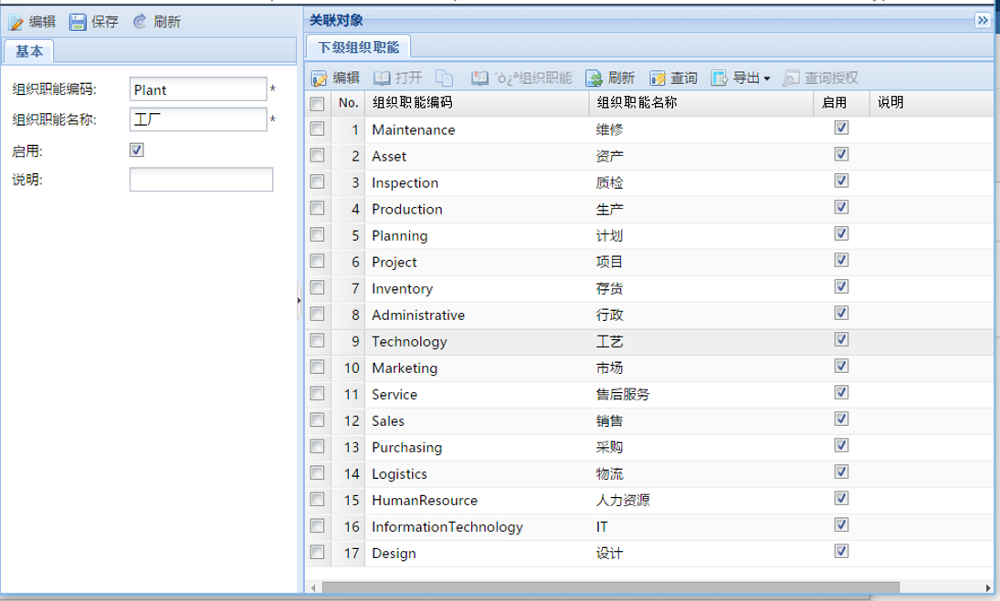 编辑 保存 刷新
基本
组织职能编码: Plant *
组织职能名称: 工厂 *
启用:
说明:
关联对象
下级组织职能
编辑 打开 组织职能 刷新 查询 导出 查询授权
No. 组织职能编码 组织职能名称 启用 说明
1 Maintenance 维修
2 Asset 资产
3 Inspection 质检
4 Production 生产
5 Planning 计划
6 Project 项目
7 Inventory 存货
8 Administrative 行政
9 Technology 工艺
10 Marketing 市场
11 Service 售后服务
12 Sales 销售
13 Purchasing 采购
14 Logistics 物流
15 HumanResource 人力资源
16 InformationTechnology IT
17 Design 设计